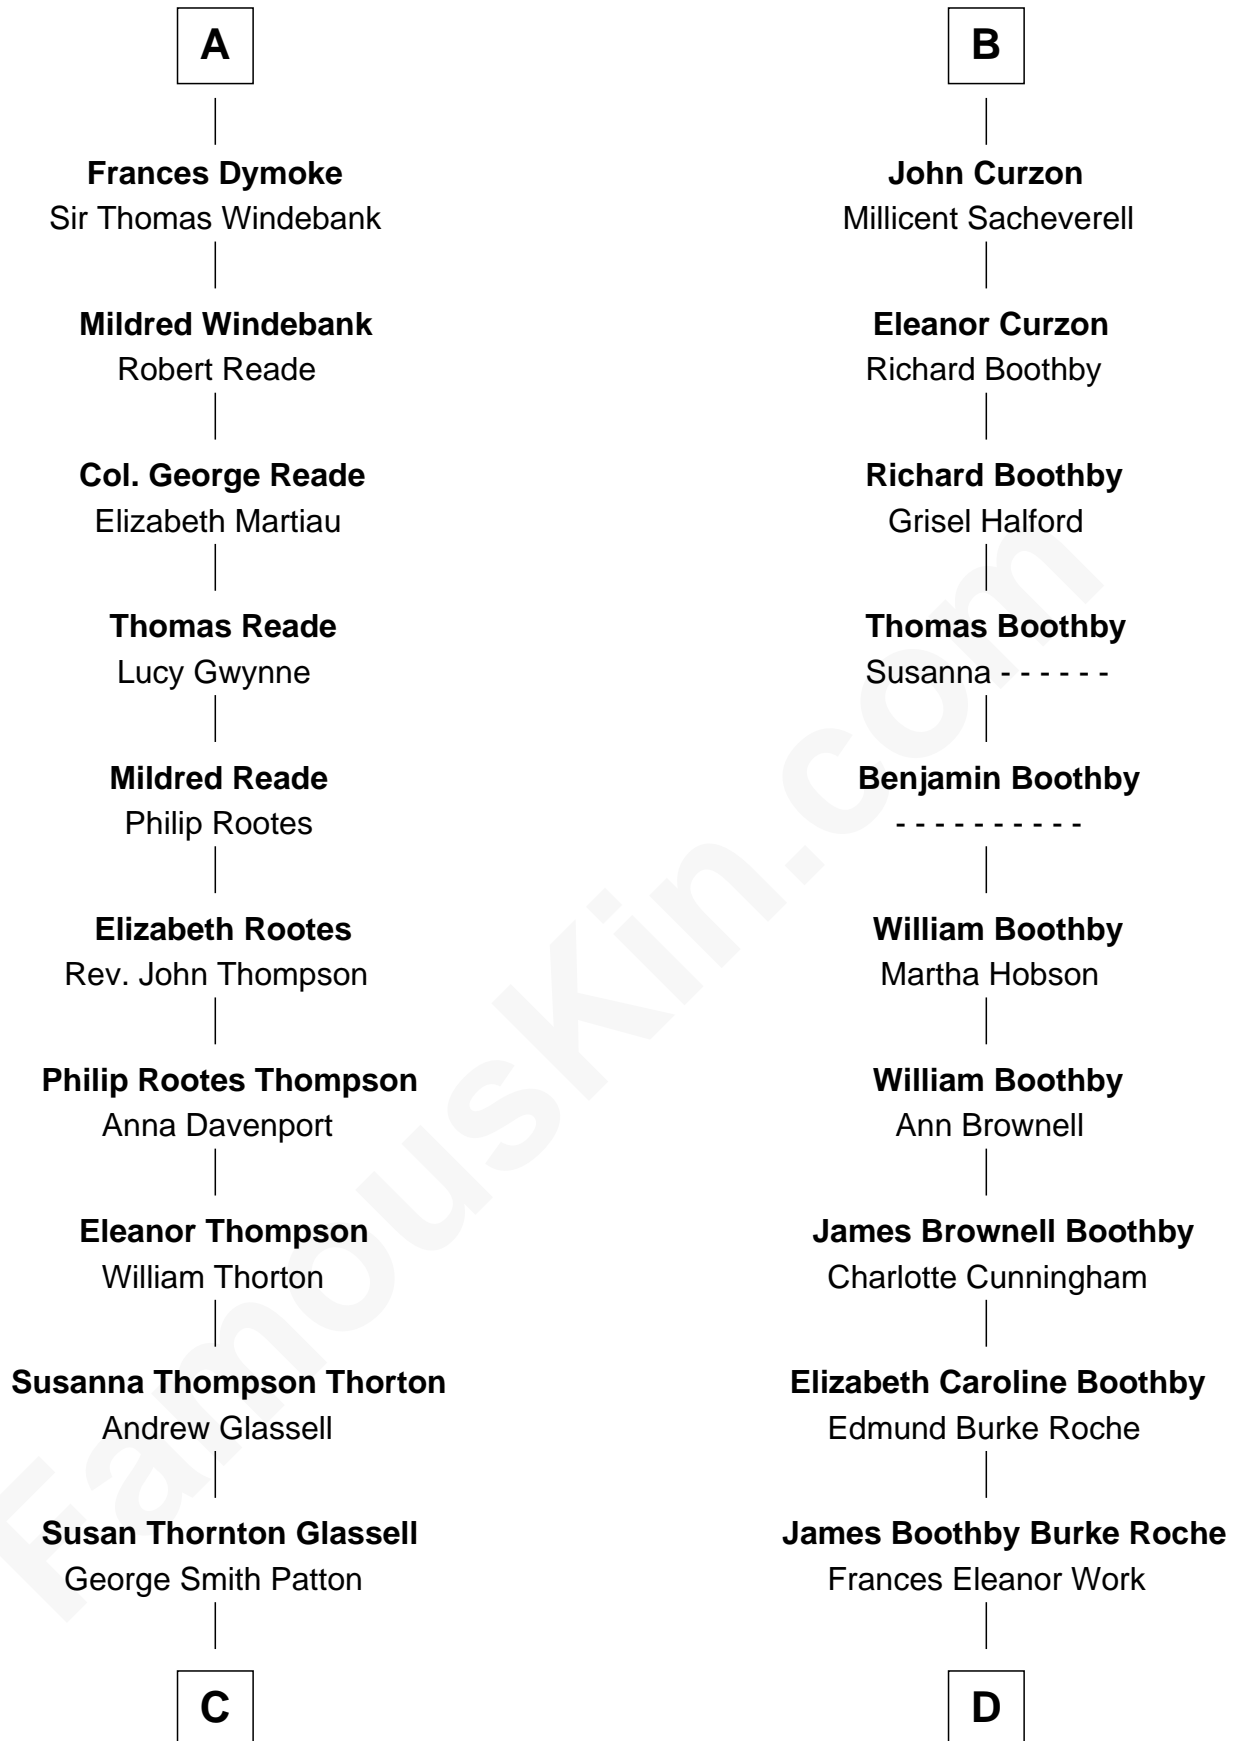 A
Frances Dymoke
Sir Thomas Windebank
Mildred Windebank
Robert Reade
Col. George Reade
Elizabeth Martiau
Thomas Reade
Lucy Gwynne
Mildred Reade
Philip Rootes
Elizabeth Rootes
Rev. John Thompson
Philip Rootes Thompson
Anna Davenport
Eleanor Thompson
William Thorton
Susanna Thompson Thorton
Andrew Glassell
Susan Thornton Glassell
George Smith Patton
C
B
John Curzon
Millicent Sacheverell
Eleanor Curzon
Richard Boothby
Richard Boothby
Grisel Halford
Thomas Boothby
Susanna - - - - - -
Benjamin Boothby
- - - - - - - - - -
William Boothby
Martha Hobson
William Boothby
Ann Brownell
James Brownell Boothby
Charlotte Cunningham
Elizabeth Caroline Boothby
Edmund Burke Roche
James Boothby Burke Roche
Frances Eleanor Work
D
FamousKin.com